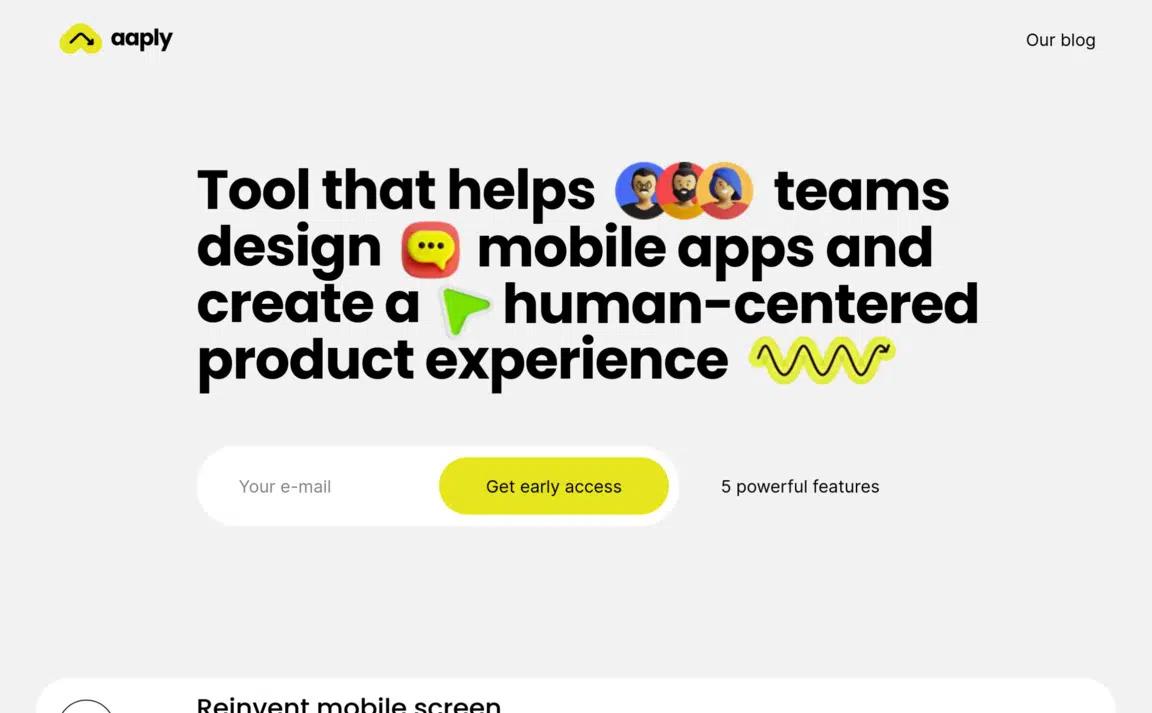 aaply
Our blog
Tool that helps teams
design mobile apps and
create a human-centered
product experience
Your e-mail
Get early access
5 powerful features
Reinvent mobile screen